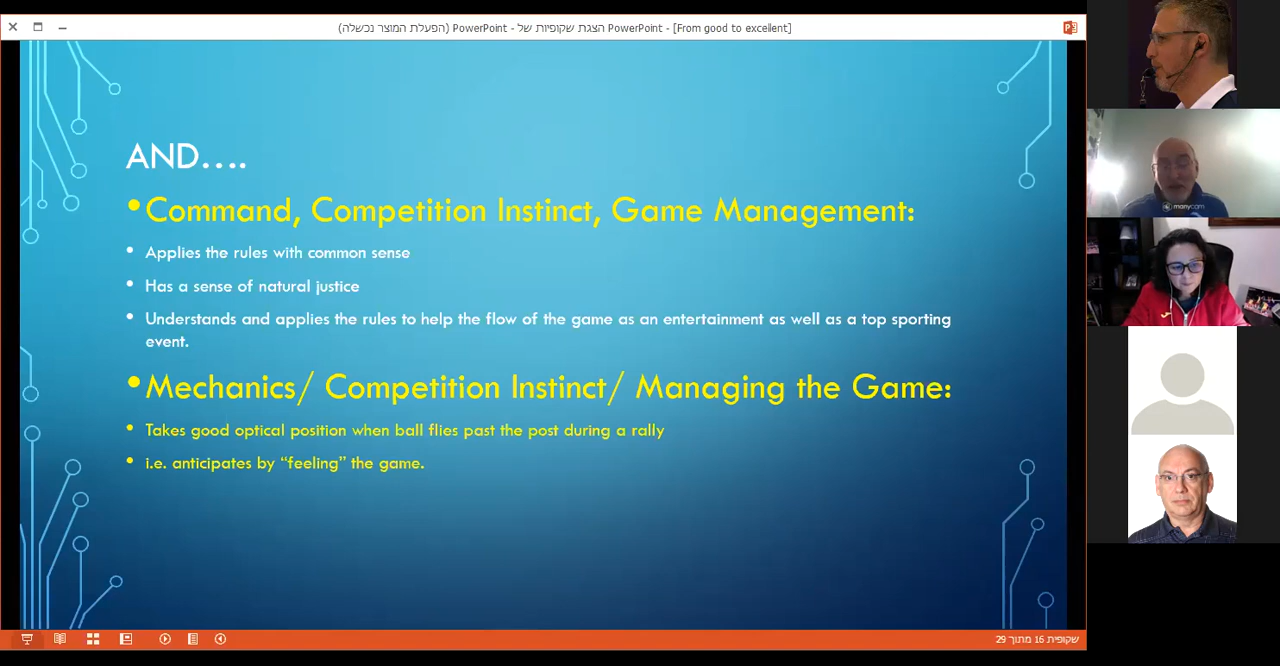 PowerPoint הצגת שקופיות של - PowerPoint (הפעלת המוצר נכשלה) - [From good to excellent]
AND....
•Command, Competition Instinct, Game Management:
• Applies the rules with common sense
• Has a sense of natural justice
• Understands and applies the rules to help the flow of the game as an entertainment as well as a top sporting
event.
•Mechanics/ Competition Instinct/ Managing the Game:
• Takes good optical position when ball flies past the post during a rally
• i.e. anticipates by “feeling” the game.
manycam
שקופית 16 מתוך 29